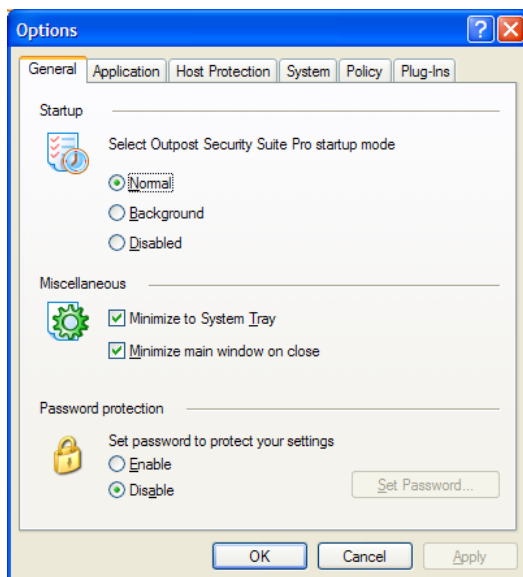 Options
General Application Host Protection System Policy Plug-Ins
Startup
Select Outpost Security Suite Pro startup mode
Normal
Background
Disabled
Miscellaneous
Minimize to System Tray
Minimize main window on close
Password protection
Set password to protect your settings
Enable
Disable
Set Password...
OK Cancel Apply